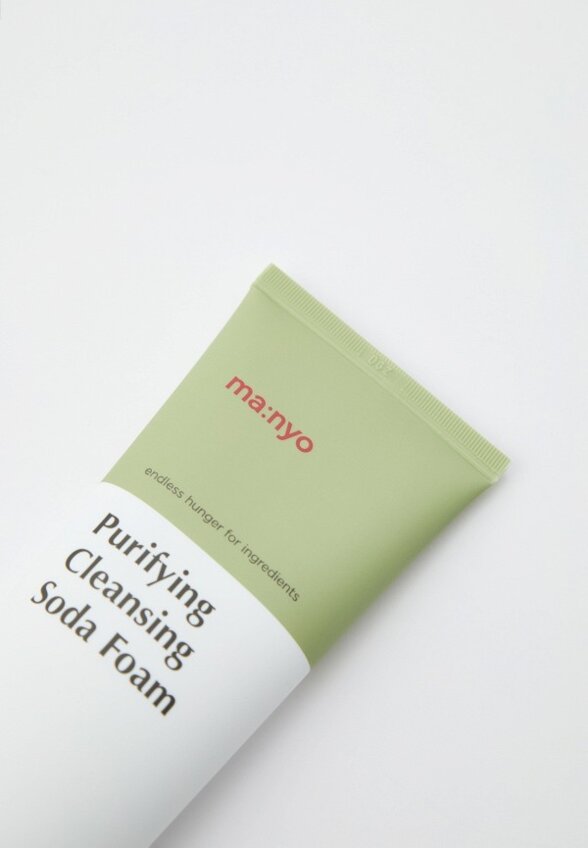 ma:nyo
endless hunger for ingredients
Purifying
Cleansing
Soda Foam